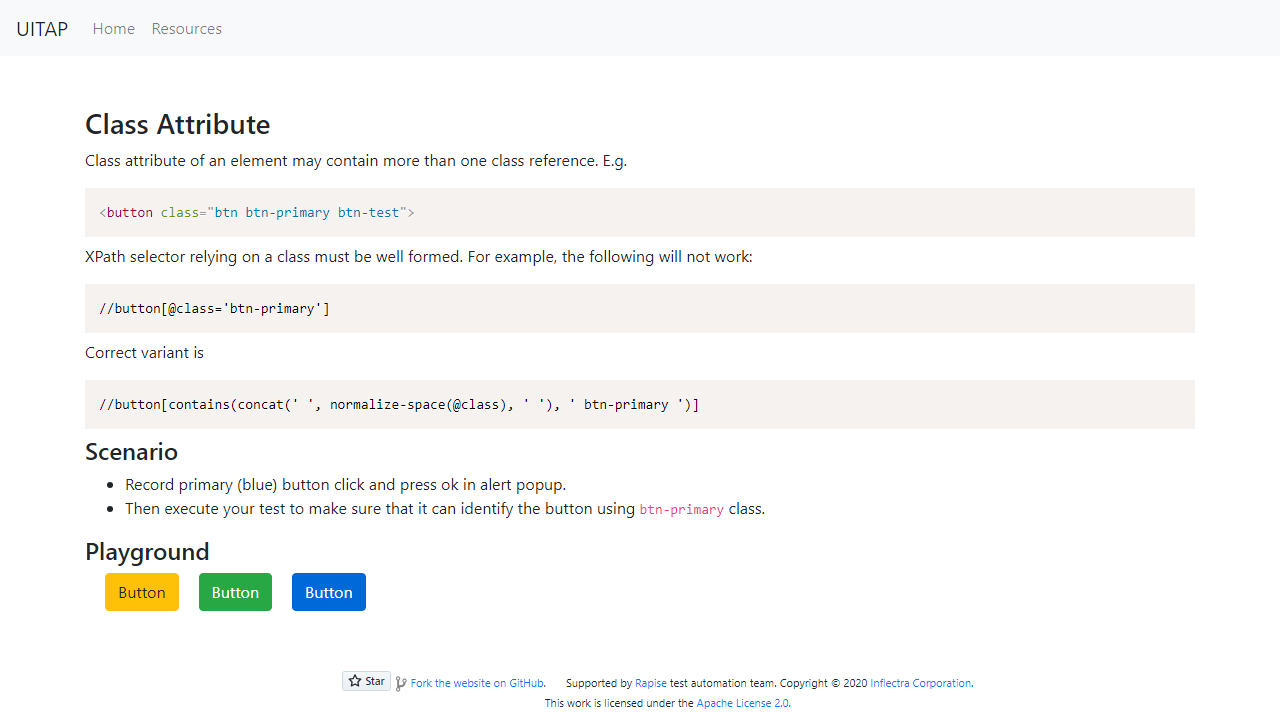 UITAP Home Resources
Class Attribute
Class attribute of an element may contain more than one class reference. E.g.
<button class="btn btn-primary btn-test">
XPath selector relying on a class must be well formed. For example, the following will not work:
//button[@class='btn-primary']
Correct variant is
//button[contains(concat(' ', normalize-space(@class), ' '), ' btn-primary ')]
Scenario
Record primary (blue) button click and press ok in alert popup.
Then execute your test to make sure that it can identify the button using btn-primary class.
Playground
Button Button Button
Star Fork the website on GitHub. Supported by Rapise test automation team. Copyright © 2020 Inflectra Corporation.
This work is licensed under the Apache License 2.0.